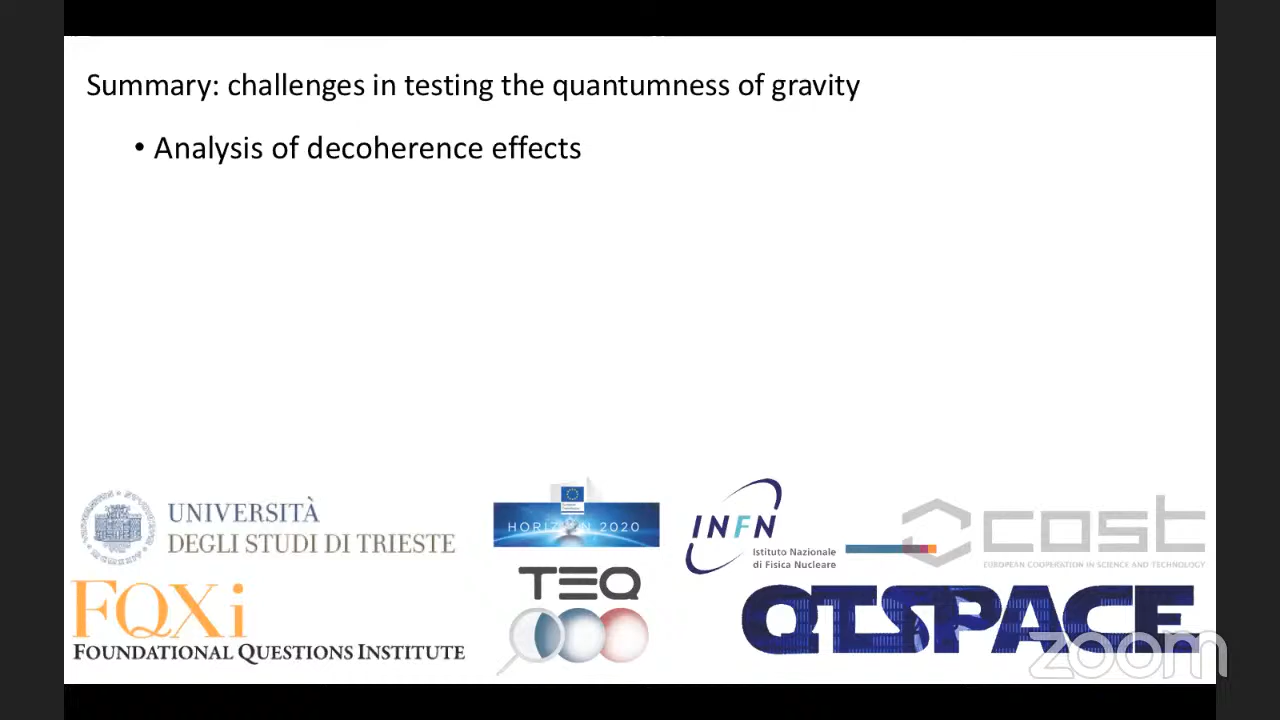 Summary: challenges in testing the quantumness of gravity
• Analysis of decoherence effects
UNIVERSITÀ
DEGLI STUDI DI TRIESTE
HORIZON 2020
INFN
Istituto Nazionale
di Fisica Nucleare
cost
EUROPEAN COOPERATION IN SCIENCE AND TECHNOLOGY
FQXi
FOUNDATIONAL QUESTIONS INSTITUTE
TEQ
QTSPACE
zoom